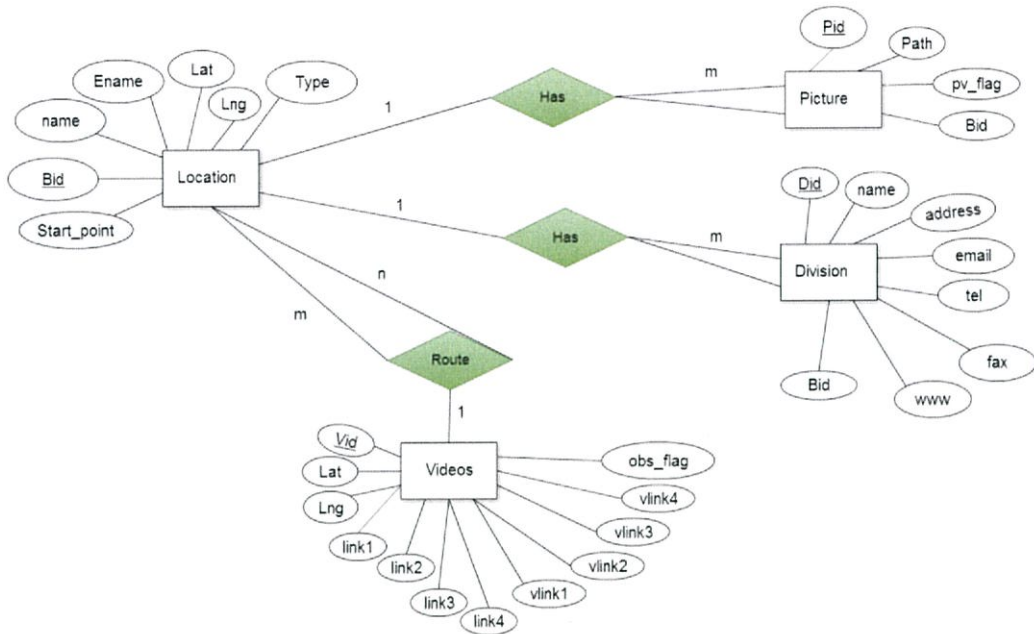 Pid
Path
Lat
m
Ename
Type
pv_flag
Has
Picture
Lng
1
name
Bid
Location
Did
name
Bid
1
address
Start_point
Has
m
email
Division
n
tel
m
fax
Route
Bid
www
1
Vid
obs_flag
Lat
Videos
vlink4
Lng
vlink3
link1
link2
vlink2
link3
vlink1
link4